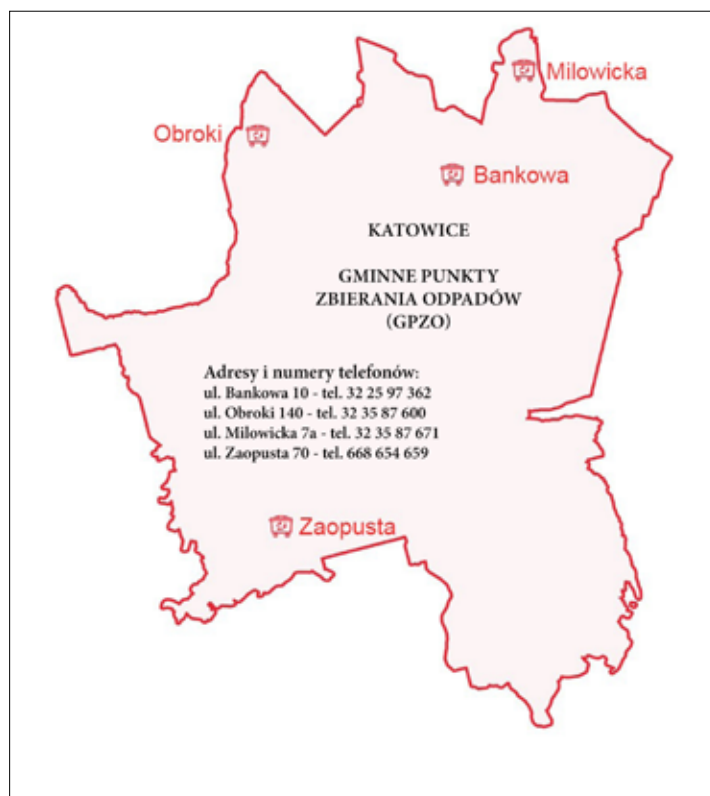 Milowicka
Obroki
Bankowa
KATOWICE
GMINNE PUNKTY
ZBIERANIA ODPADÓW
(GPZO)
Adresy i numery telefonów:
ul. Bankowa 10 - tel. 32 25 97 362
ul. Obroki 140 - tel. 32 35 87 600
ul. Milowicka 7a - tel. 32 35 87 671
ul. Zaopusta 70 - tel. 668 654 659
Zaopusta